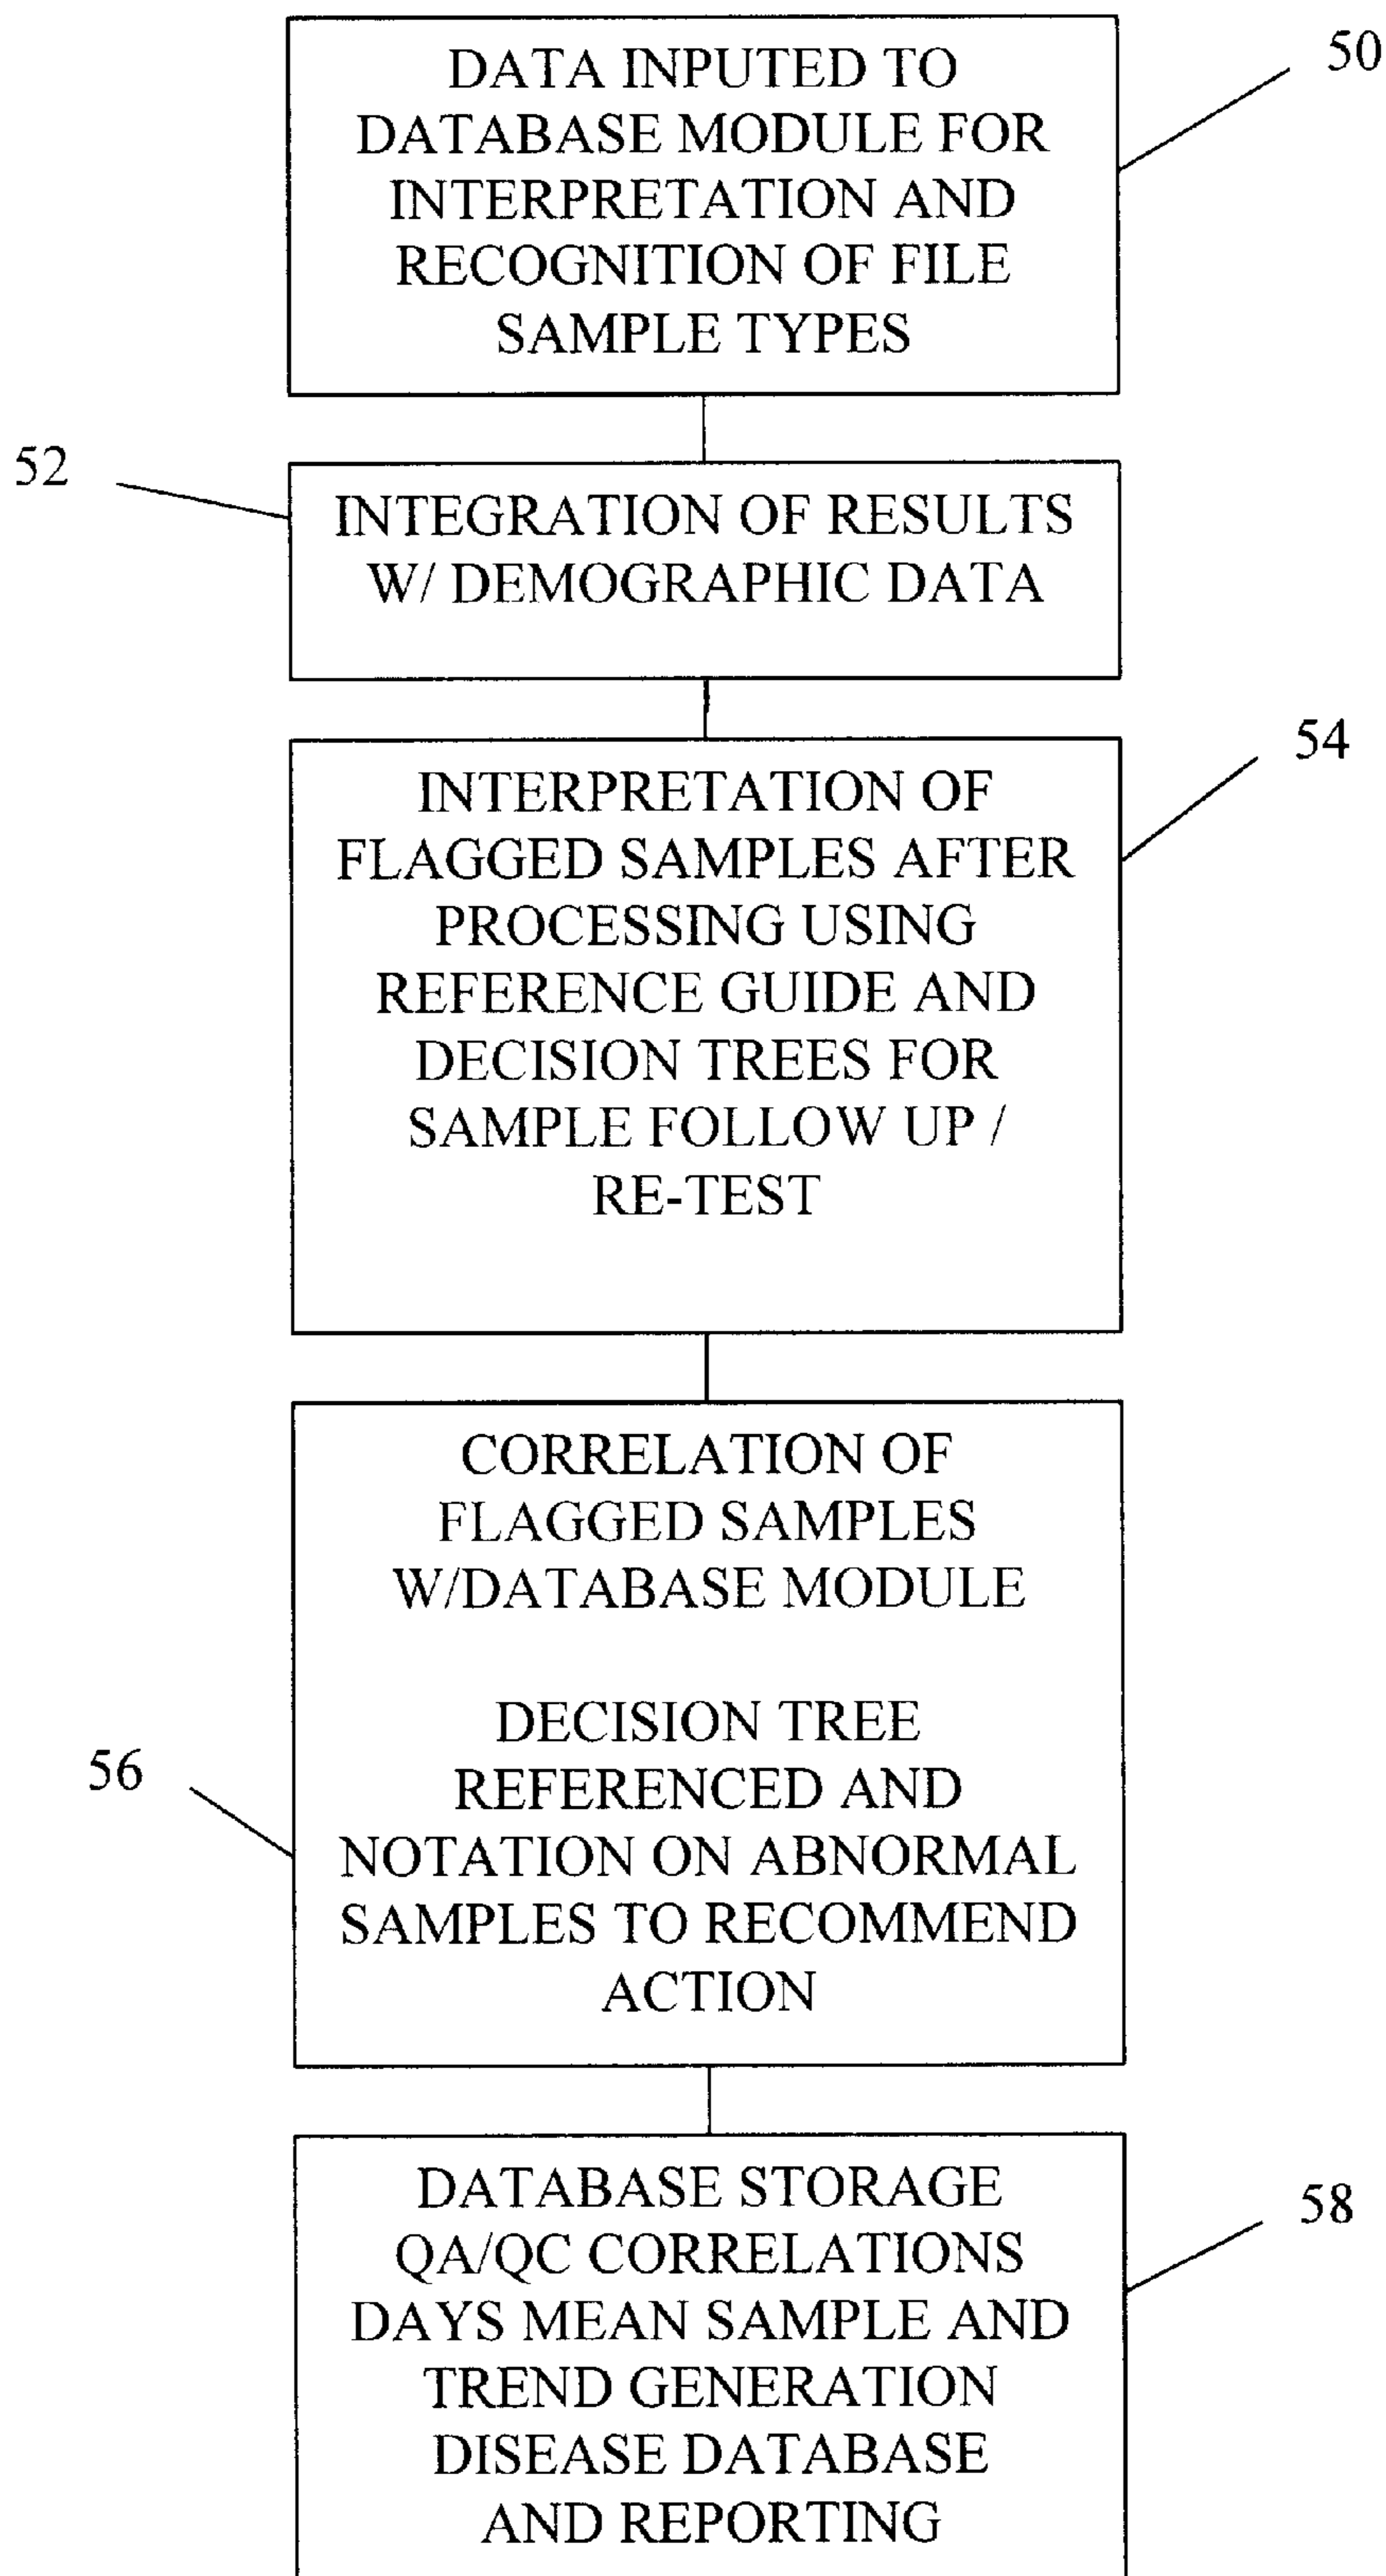 50
DATA INPUTED TO
DATABASE MODULE FOR
INTERPRETATION AND
RECOGNITION OF FILE
SAMPLE TYPES
52
INTEGRATION OF RESULTS
W/ DEMOGRAPHIC DATA
54
INTERPRETATION OF
FLAGGED SAMPLES AFTER
PROCESSING USING
REFERENCE GUIDE AND
DECISION TREES FOR
SAMPLE FOLLOW UP /
RE-TEST
CORRELATION OF
FLAGGED SAMPLES
W/DATABASE MODULE
DECISION TREE
56
REFERENCED AND
NOTATION ON ABNORMAL
SAMPLES TO RECOMMEND
ACTION
DATABASE STORAGE
58
QA/QC CORRELATIONS
DAYS MEAN SAMPLE AND
TREND GENERATION
DISEASE DATABASE
AND REPORTING